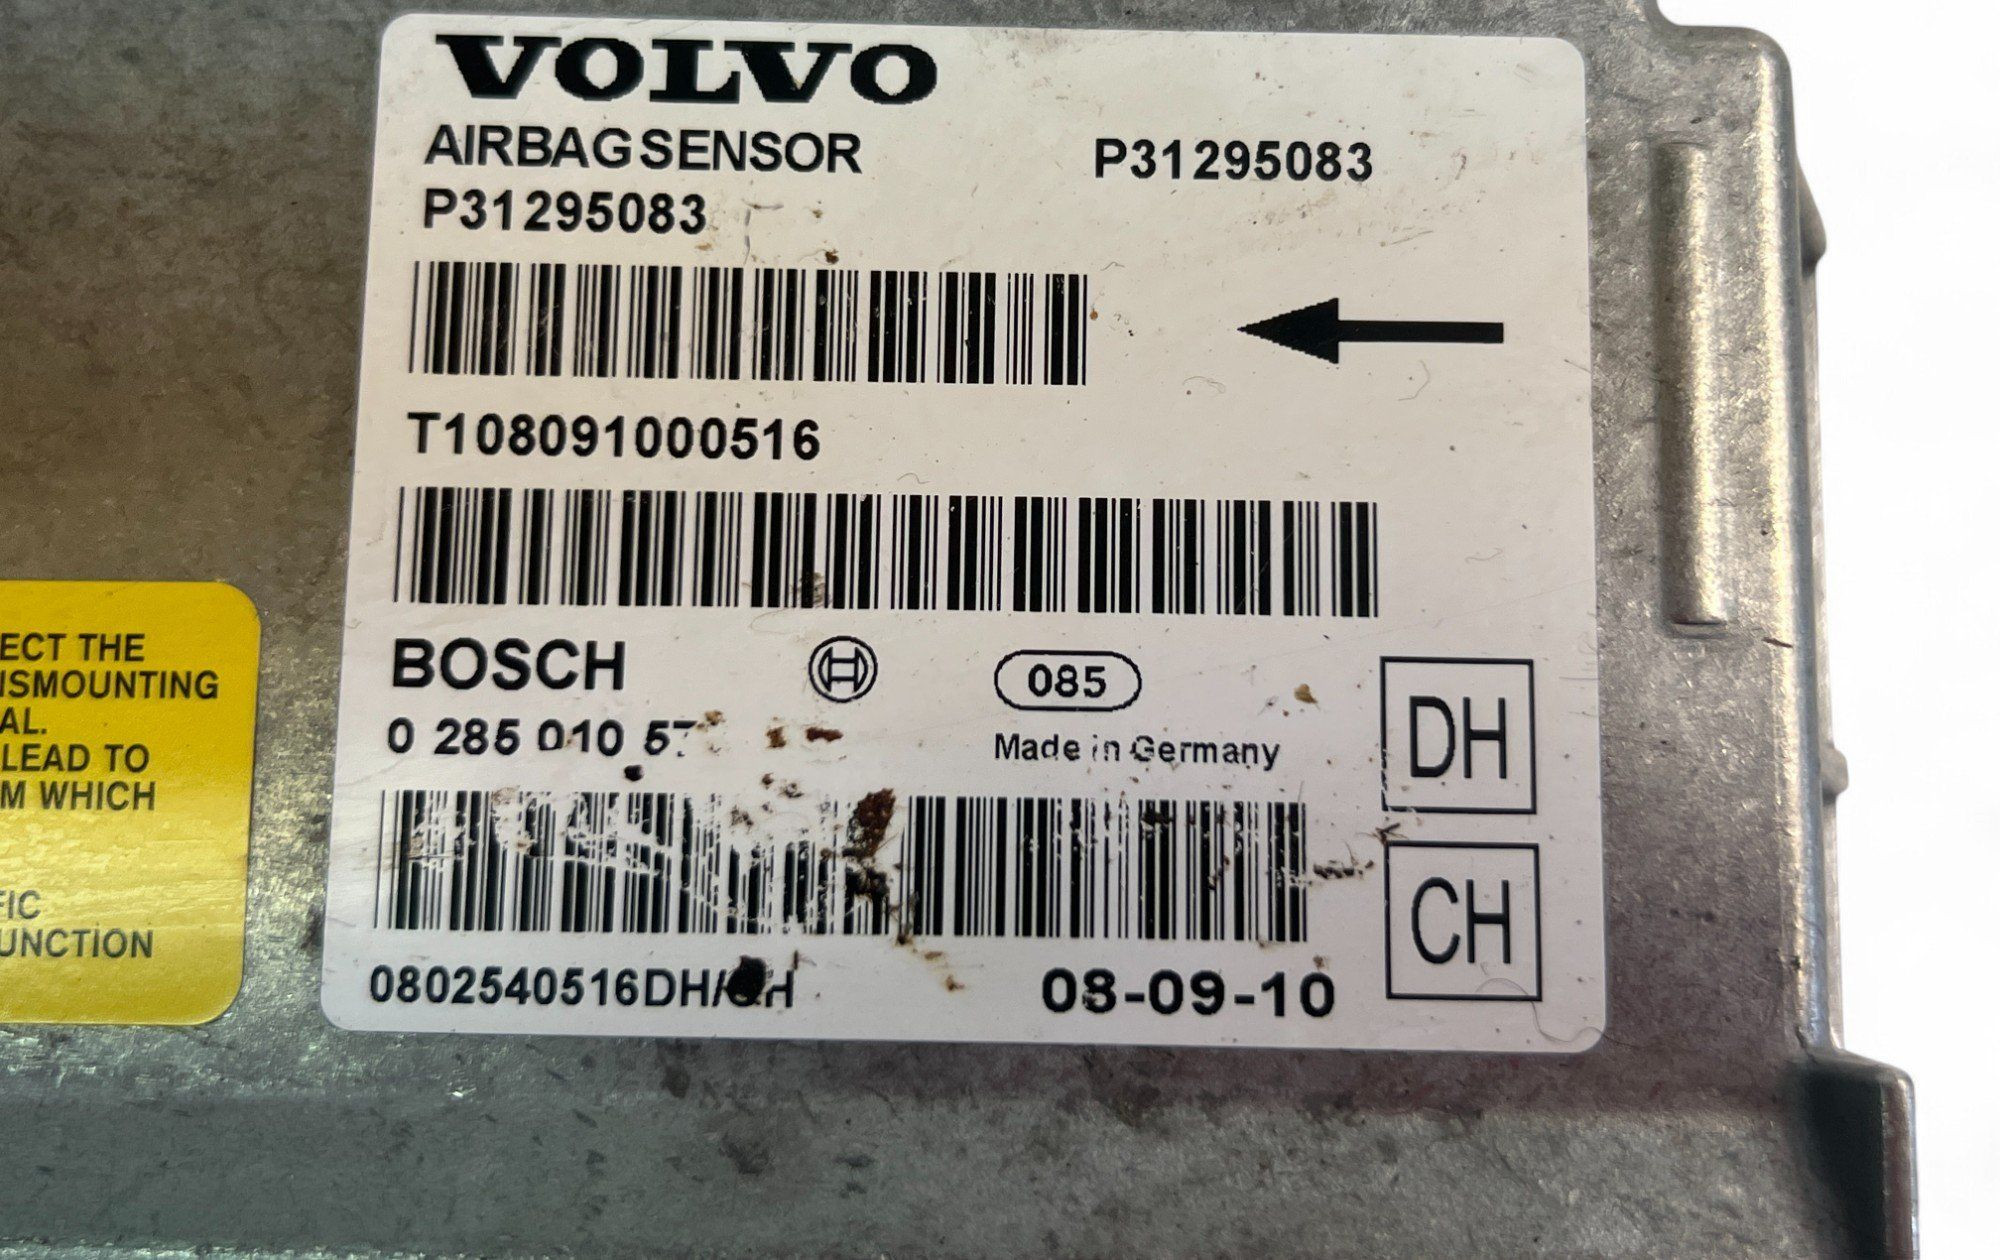 VOLVO
AIRBAGSENSOR
P31295083
P31295083
T108091000516
BOSCH
085
0 285 010
Made in Germany
DH
CH
08-09-10
ECT THE
ISMOUNTING
AL.
LEAD TO
M WHICH
FIC
UNCTION